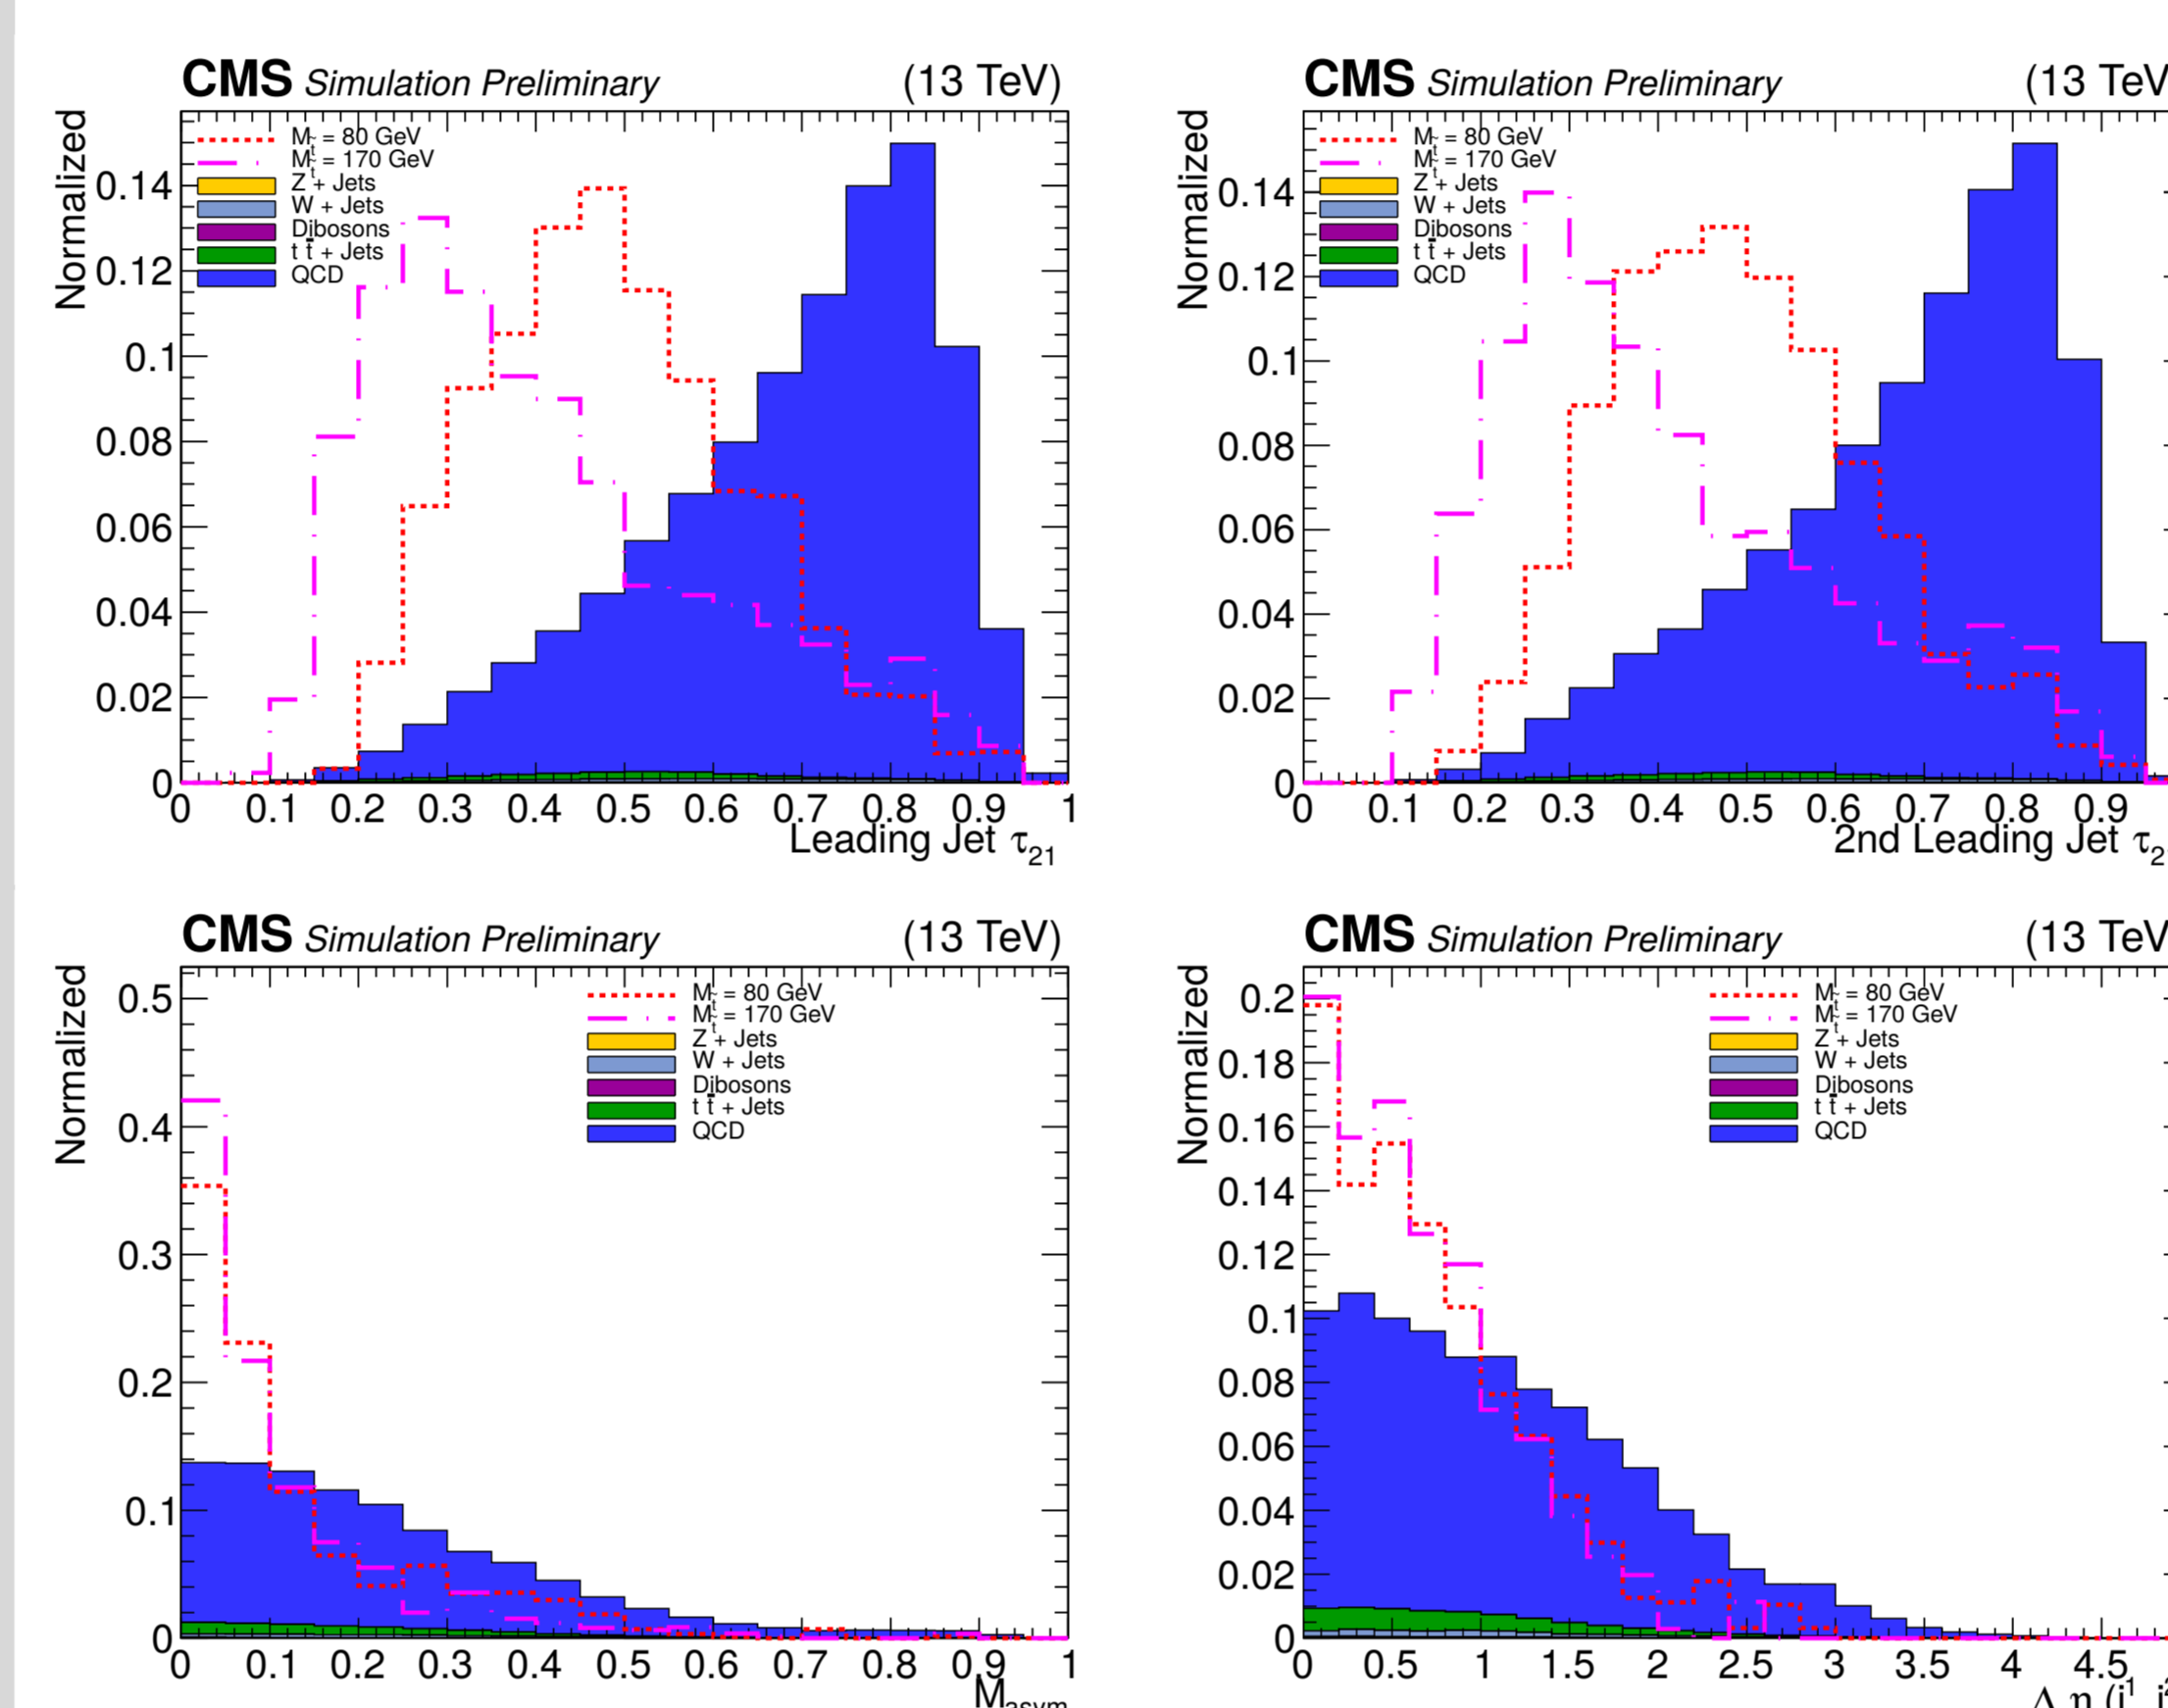 CMS Simulation Preliminary (13 TeV)
Normalized
M t̃ = 80 GeV
M t̃ = 170 GeV
Z + Jets
W + Jets
Dibosons
t t̄ + Jets
QCD
0.14
0.12
0.1
0.08
0.06
0.04
0.02
0
0 0.1 0.2 0.3 0.4 0.5 0.6 0.7 0.8 0.9 1
Leading Jet τ21
CMS Simulation Preliminary (13 TeV
Normalized
M t̃ = 80 GeV
M t̃ = 170 GeV
Z + Jets
W + Jets
Dibosons
t t̄ + Jets
QCD
0.14
0.12
0.1
0.08
0.06
0.04
0.02
0
0 0.1 0.2 0.3 0.4 0.5 0.6 0.7 0.8 0.9
2nd Leading Jet τ2
CMS Simulation Preliminary (13 TeV)
Normalized
M t̃ = 80 GeV
M t̃ = 170 GeV
Z + Jets
W + Jets
Dibosons
t t̄ + Jets
QCD
0.5
0.4
0.3
0.2
0.1
0
0 0.1 0.2 0.3 0.4 0.5 0.6 0.7 0.8 0.9 1
Masym
CMS Simulation Preliminary (13 TeV
Normalized
M t̃ = 80 GeV
M t̃ = 170 GeV
Z + Jets
W + Jets
Dibosons
t t̄ + Jets
QCD
0.2
0.18
0.16
0.14
0.12
0.1
0.08
0.06
0.04
0.02
0
0 0.5 1 1.5 2 2.5 3 3.5 4 4.5
Δ η (j1